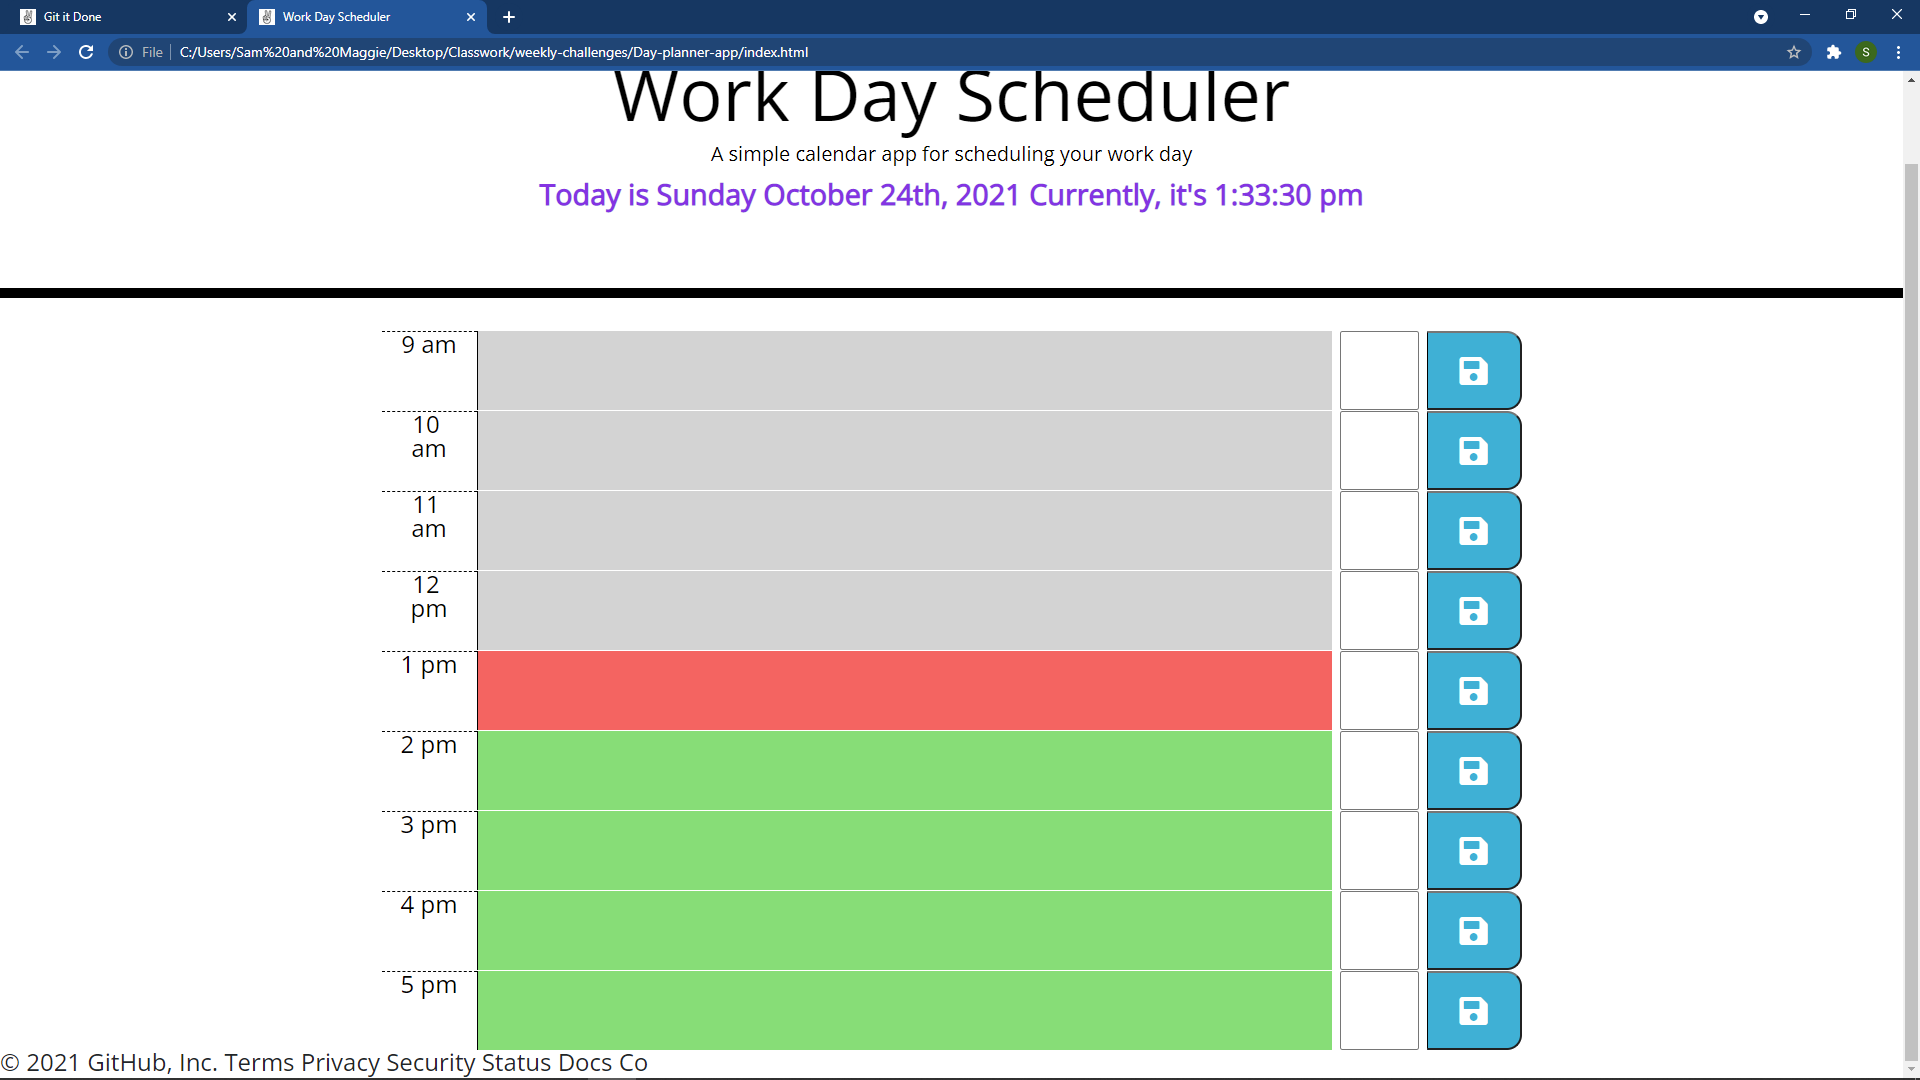 Git it Done
Work Day Scheduler
File
C:/Users/Sam%20and%20Maggie/Desktop/Classwork/weekly-challenges/Day-planner-app/index.html
S
Work Day Scheduler
A simple calendar app for scheduling your work day
Today is Sunday October 24th, 2021 Currently, it's 1:33:30 pm
9 am
10
am
11
am
12
pm
1 pm
2 pm
3 pm
4 pm
5 pm
© 2021 GitHub, Inc. Terms Privacy Security Status Docs Co